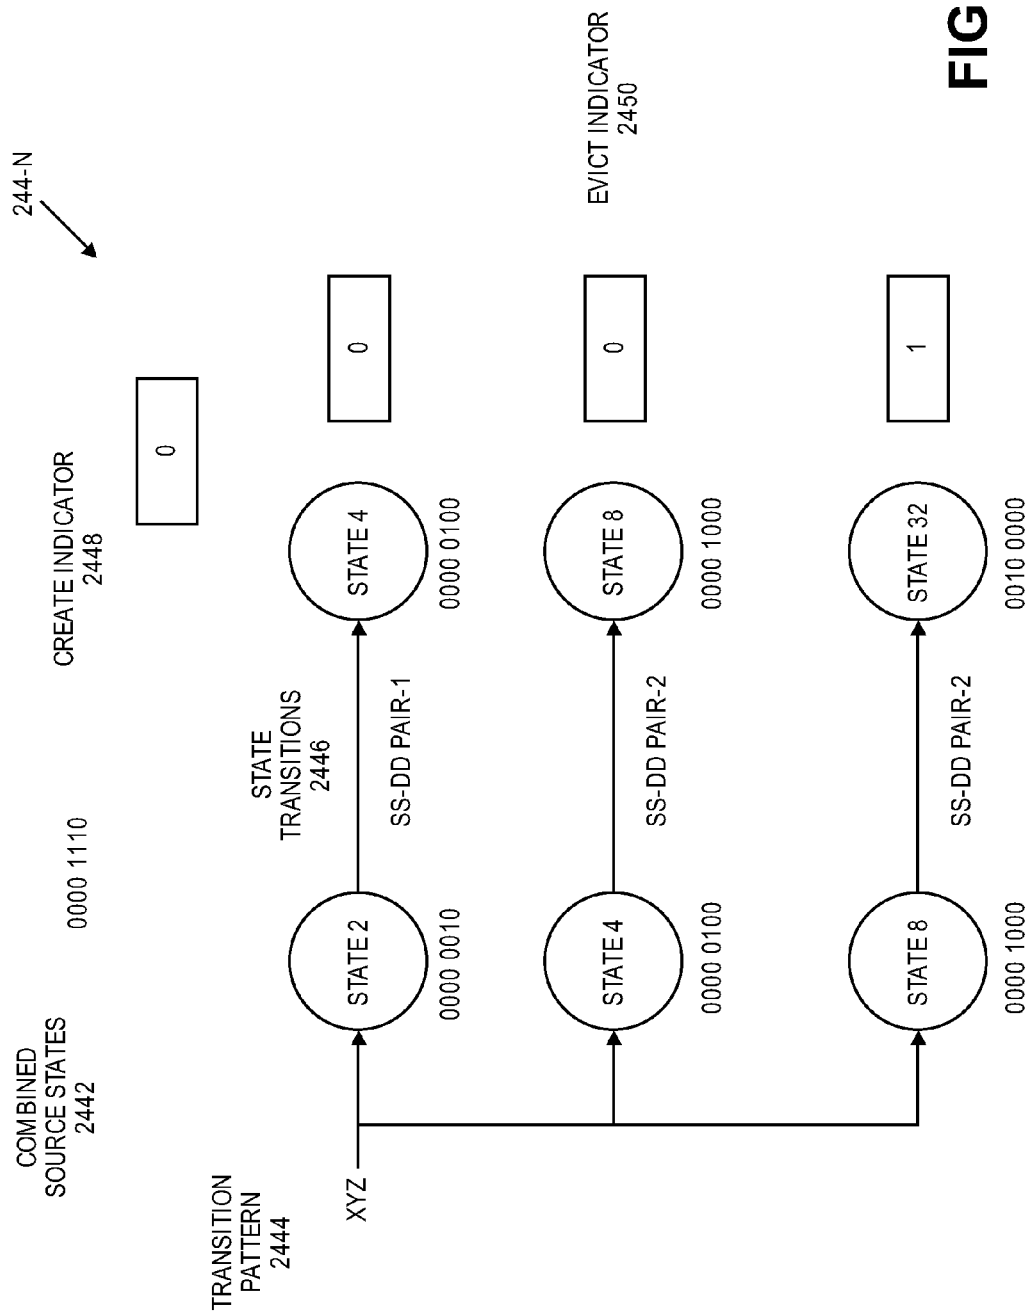 244-N
COMBINED
SOURCE STATES
2442
0000 1110
CREATE INDICATOR
2448
0
TRANSITION
PATTERN
2444
STATE
TRANSITIONS
2446
XYZ
STATE 2
0000 0010
SS-DD PAIR-1
STATE 4
0000 0100
0
STATE 4
0000 0100
SS-DD PAIR-2
STATE 8
0000 1000
0
EVICT INDICATOR
2450
STATE 8
0000 1000
SS-DD PAIR-2
STATE 32
0010 0000
1
FIG